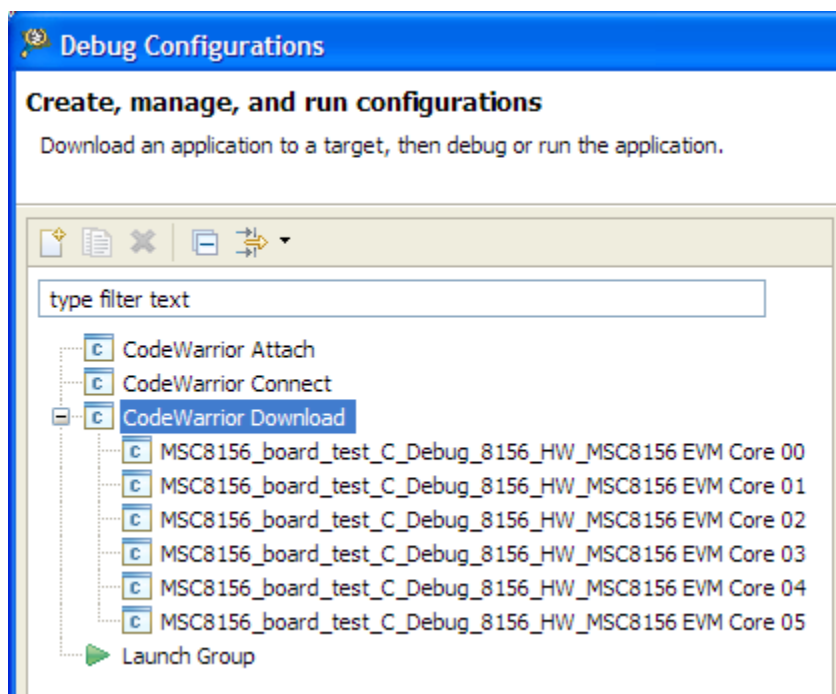 Debug Configurations
Create, manage, and run configurations
Download an application to a target, then debug or run the application.
type filter text
CodeWarrior Attach
CodeWarrior Connect
CodeWarrior Download
MSC8156_board_test_C_Debug_8156_HW_MSC8156 EVM Core 00
MSC8156_board_test_C_Debug_8156_HW_MSC8156 EVM Core 01
MSC8156_board_test_C_Debug_8156_HW_MSC8156 EVM Core 02
MSC8156_board_test_C_Debug_8156_HW_MSC8156 EVM Core 03
MSC8156_board_test_C_Debug_8156_HW_MSC8156 EVM Core 04
MSC8156_board_test_C_Debug_8156_HW_MSC8156 EVM Core 05
Launch Group